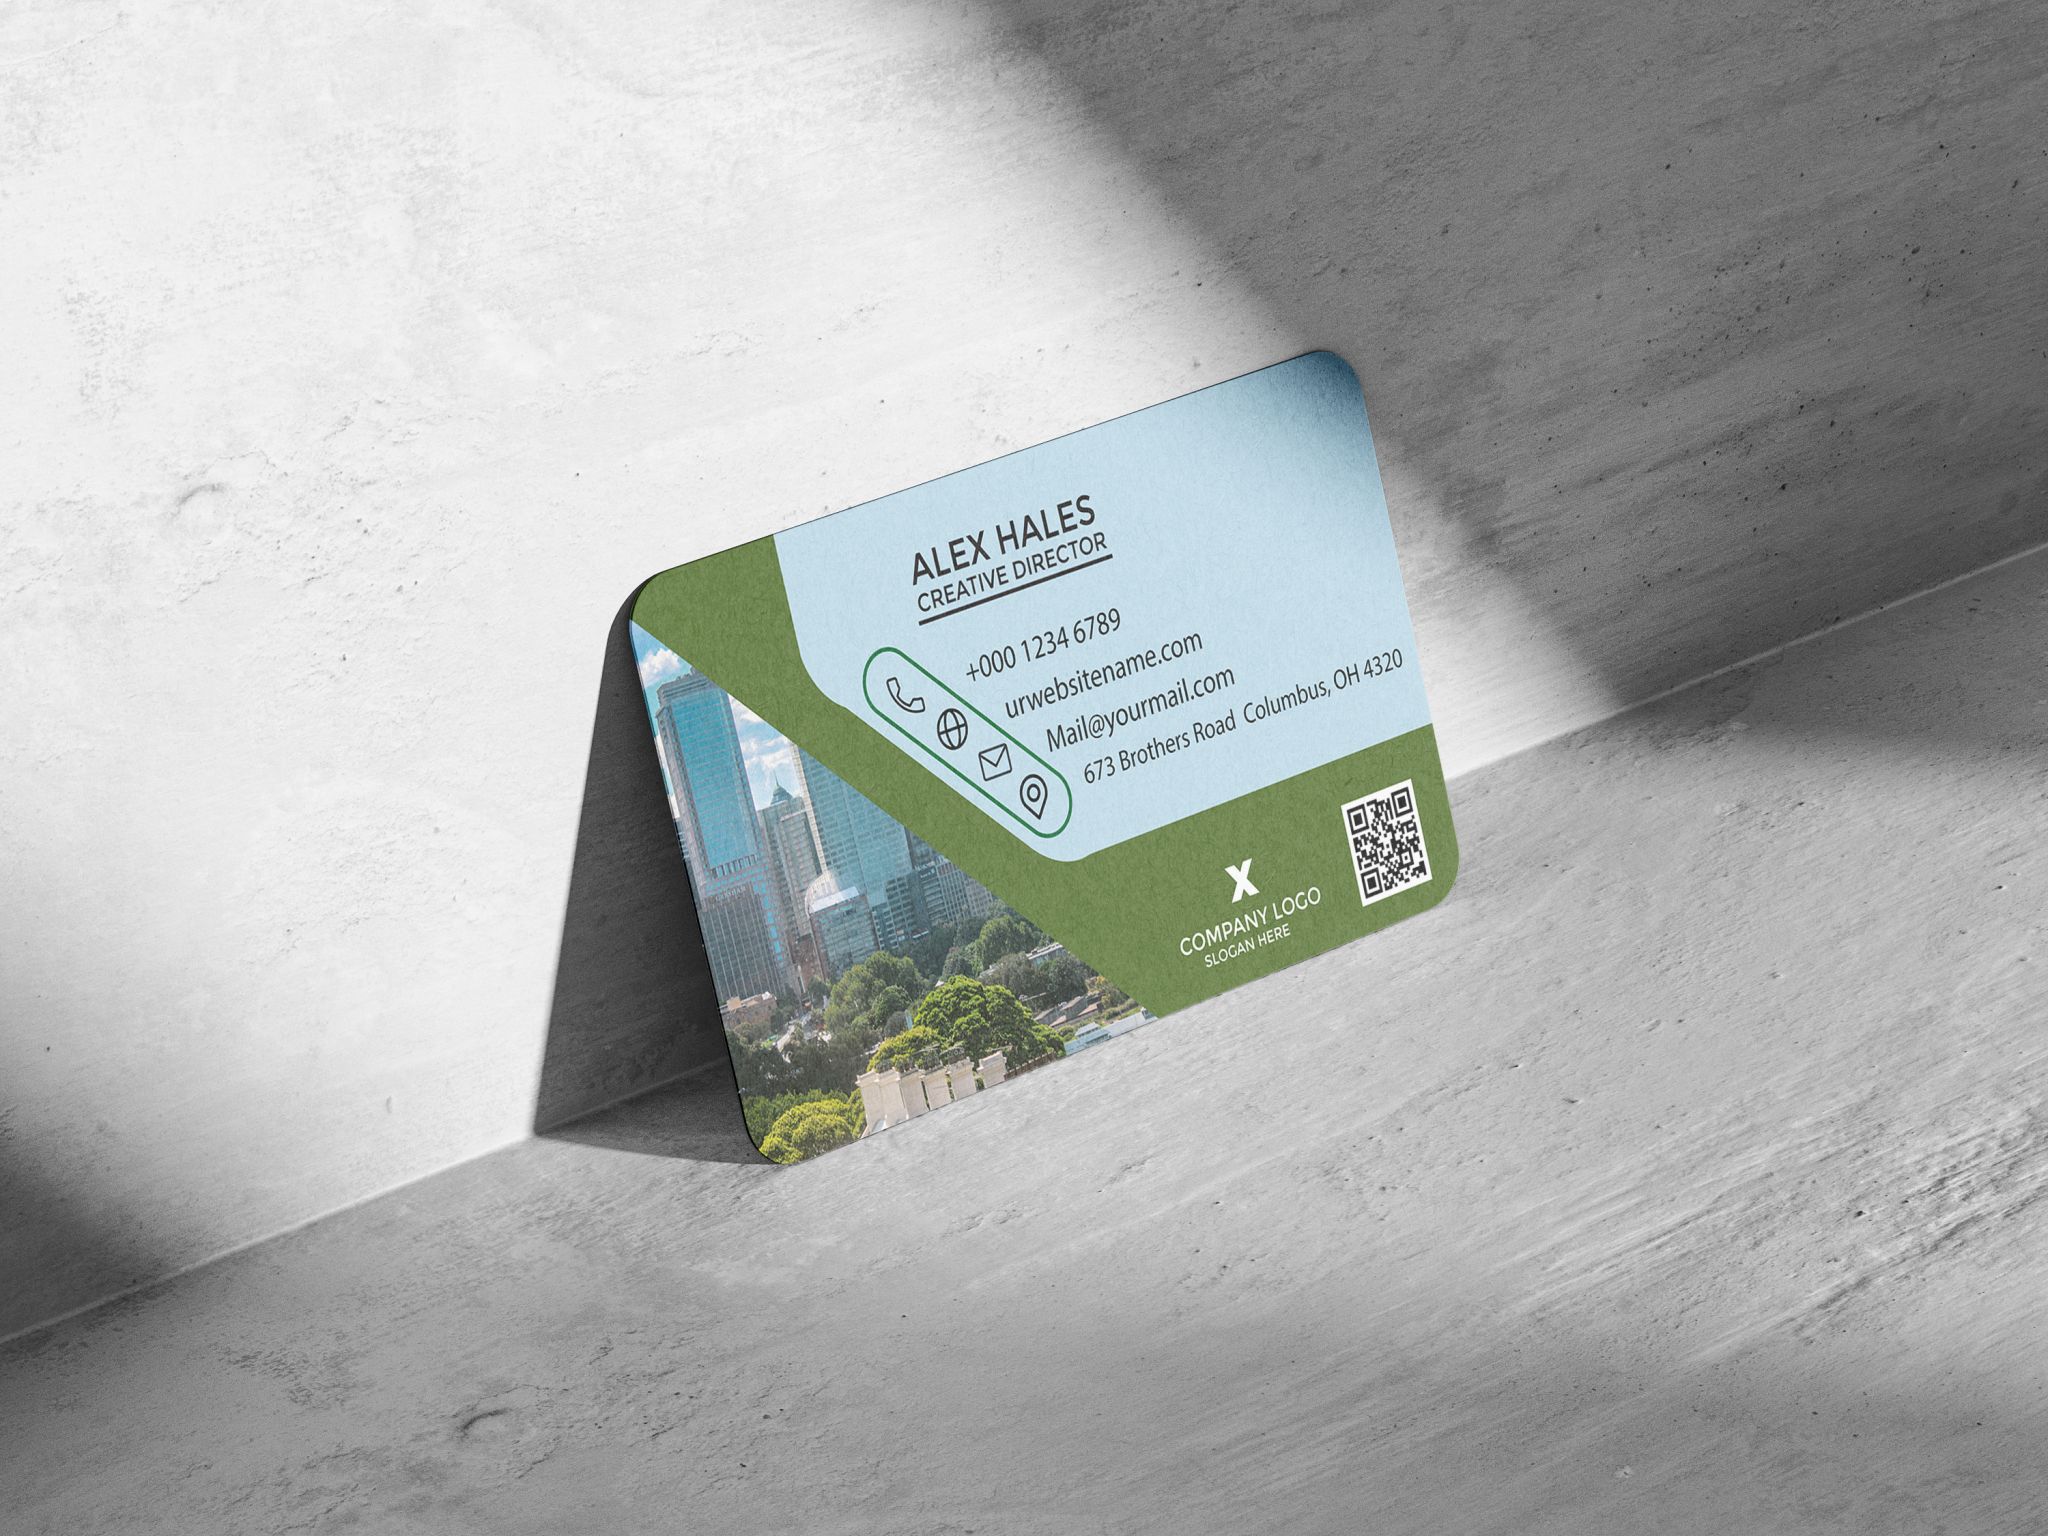 ALEX HALES
CREATIVE DIRECTOR
+000 1234 6789
urwebsitename.com
Mail@yourmail.com
673 Brothers Road Columbus, OH 4320
X
COMPANY LOGO
SLOGAN HERE